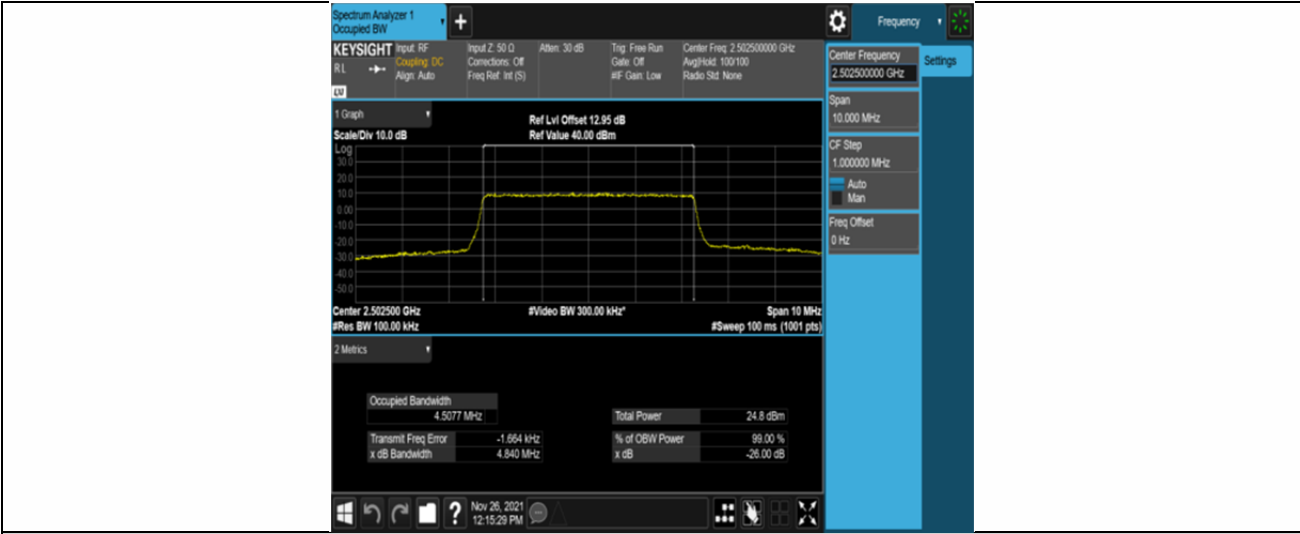 Spectrum Analyzer 1
Occupied BW
Frequency
KEYSIGHT
R L
Input: RF
Coupling: DC
Align: Auto
Input Z: 50 Ω
Corrections: Off
Freq Ref: Int (S)
Atten: 30 dB
Trig: Free Run
Gate: Off
#IF Gain: Low
Center Freq: 2.502500000 GHz
Avg|Hold: 100/100
Radio Std: None
1 Graph
Scale/Div 10.0 dB
Ref Lvl Offset 12.95 dB
Ref Value 40.00 dBm
Log
30.0
20.0
10.0
0.00
-10.0
-20.0
-30.0
-40.0
-50.0
Center 2.502500 GHz
#Res BW 100.00 kHz
#Video BW 300.00 kHz*
Span 10 MHz
#Sweep 100 ms (1001 pts)
2 Metrics
Occupied Bandwidth
4.5077 MHz
Total Power 24.8 dBm
Transmit Freq Error -1.664 kHz
% of OBW Power 99.00 %
x dB Bandwidth 4.840 MHz
x dB -26.00 dB
Center Frequency
2.502500000 GHz
Settings
Span
10.000 MHz
CF Step
1.000000 MHz
Auto
Man
Freq Offset
0 Hz
?
Nov 26, 2021
12:15:29 PM